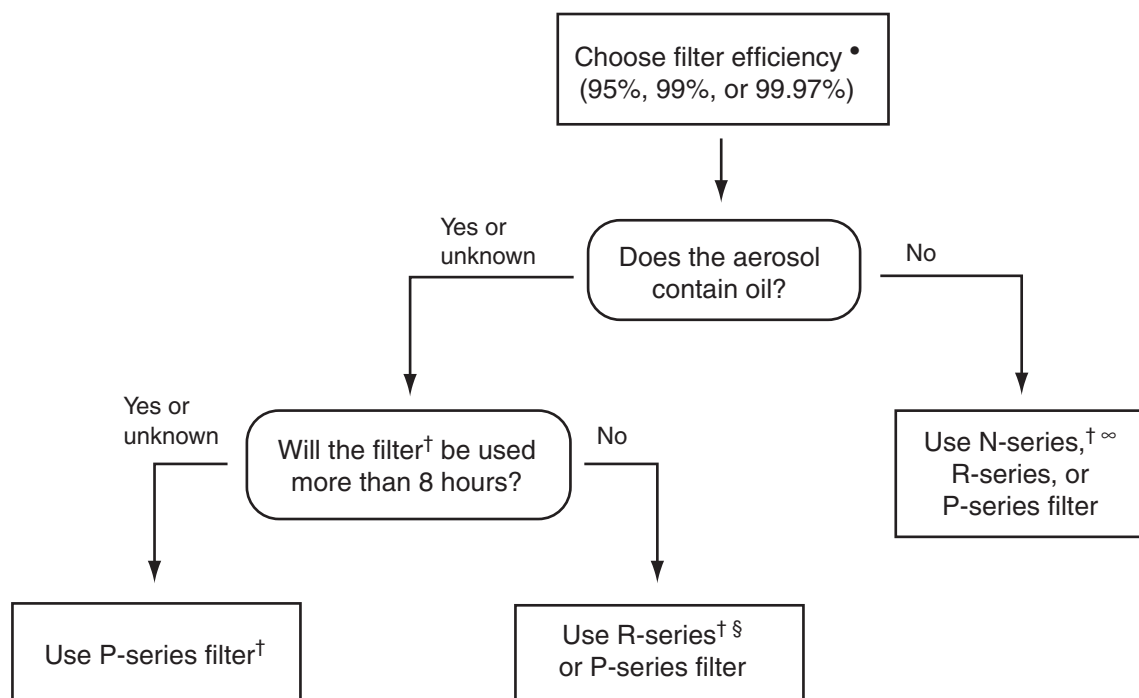 Choose filter efficiency •
(95%, 99%, or 99.97%)
Yes or
unknown
Does the aerosol
contain oil?
No
Yes or
unknown
Will the filter† be used
more than 8 hours?
No
Use N-series,† ∞
R-series, or
P-series filter
Use P-series filter†
Use R-series† §
or P-series filter